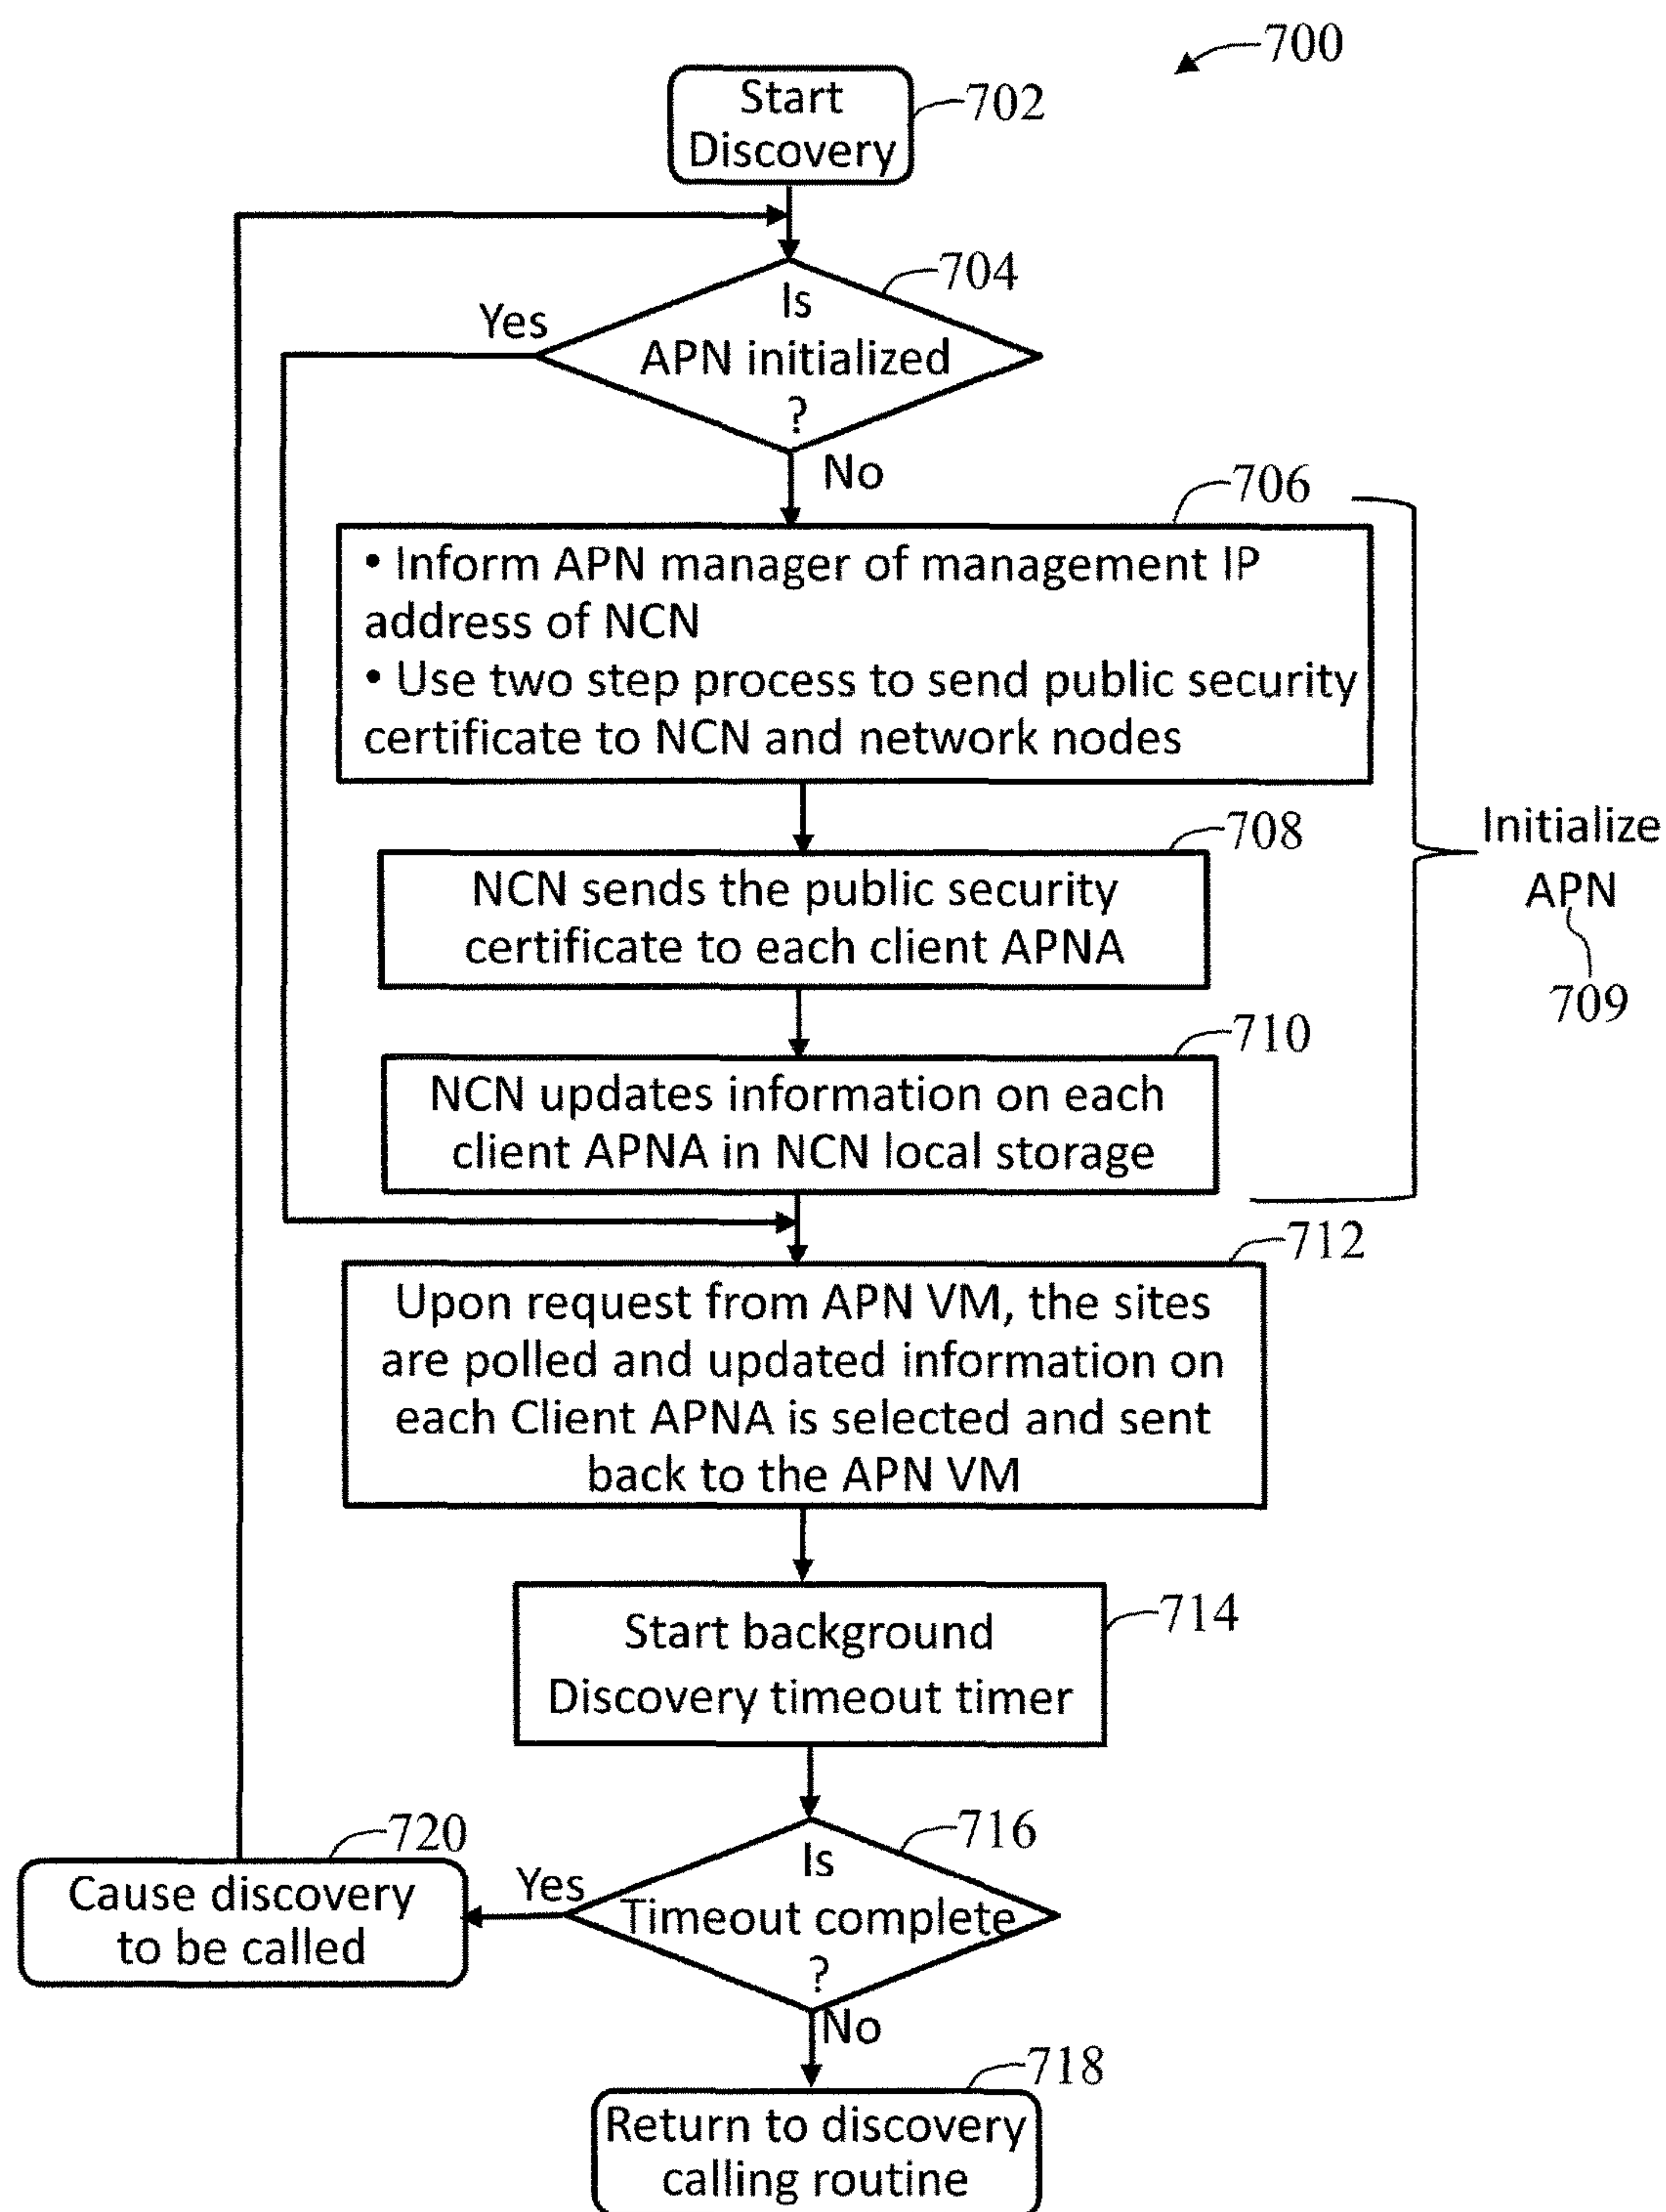 700
Start
Discovery
702
704
Is
APN initialized
?
Yes
No
706
• Inform APN manager of management IP
address of NCN
• Use two step process to send public security
certificate to NCN and network nodes
708
NCN sends the public security
certificate to each client APNA
Initialize
APN
709
710
NCN updates information on each
client APNA in NCN local storage
712
Upon request from APN VM, the sites
are polled and updated information on
each Client APNA is selected and sent
back to the APN VM
714
Start background
Discovery timeout timer
716
Is
Timeout complete
?
Yes
No
720
Cause discovery
to be called
718
Return to discovery
calling routine